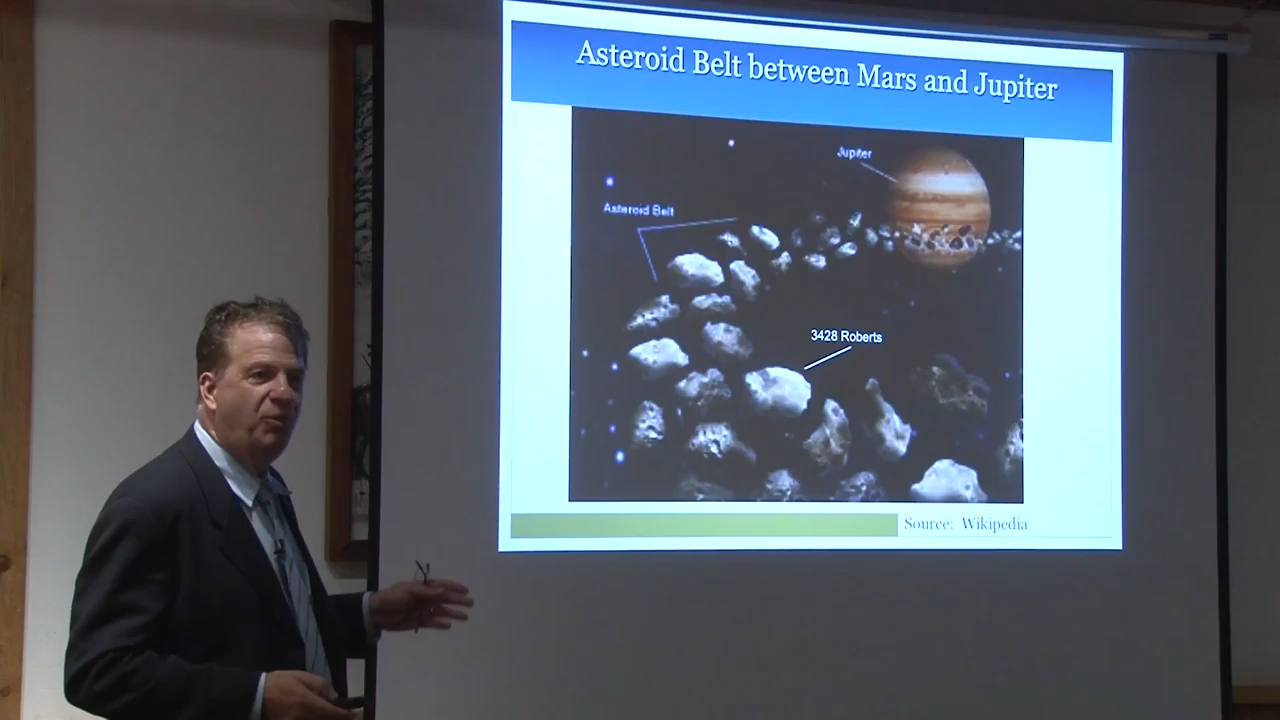 Asteroid Belt between Mars and Jupiter
Jupiter
Asteroid Belt
3428 Roberts
Source: Wikipedia